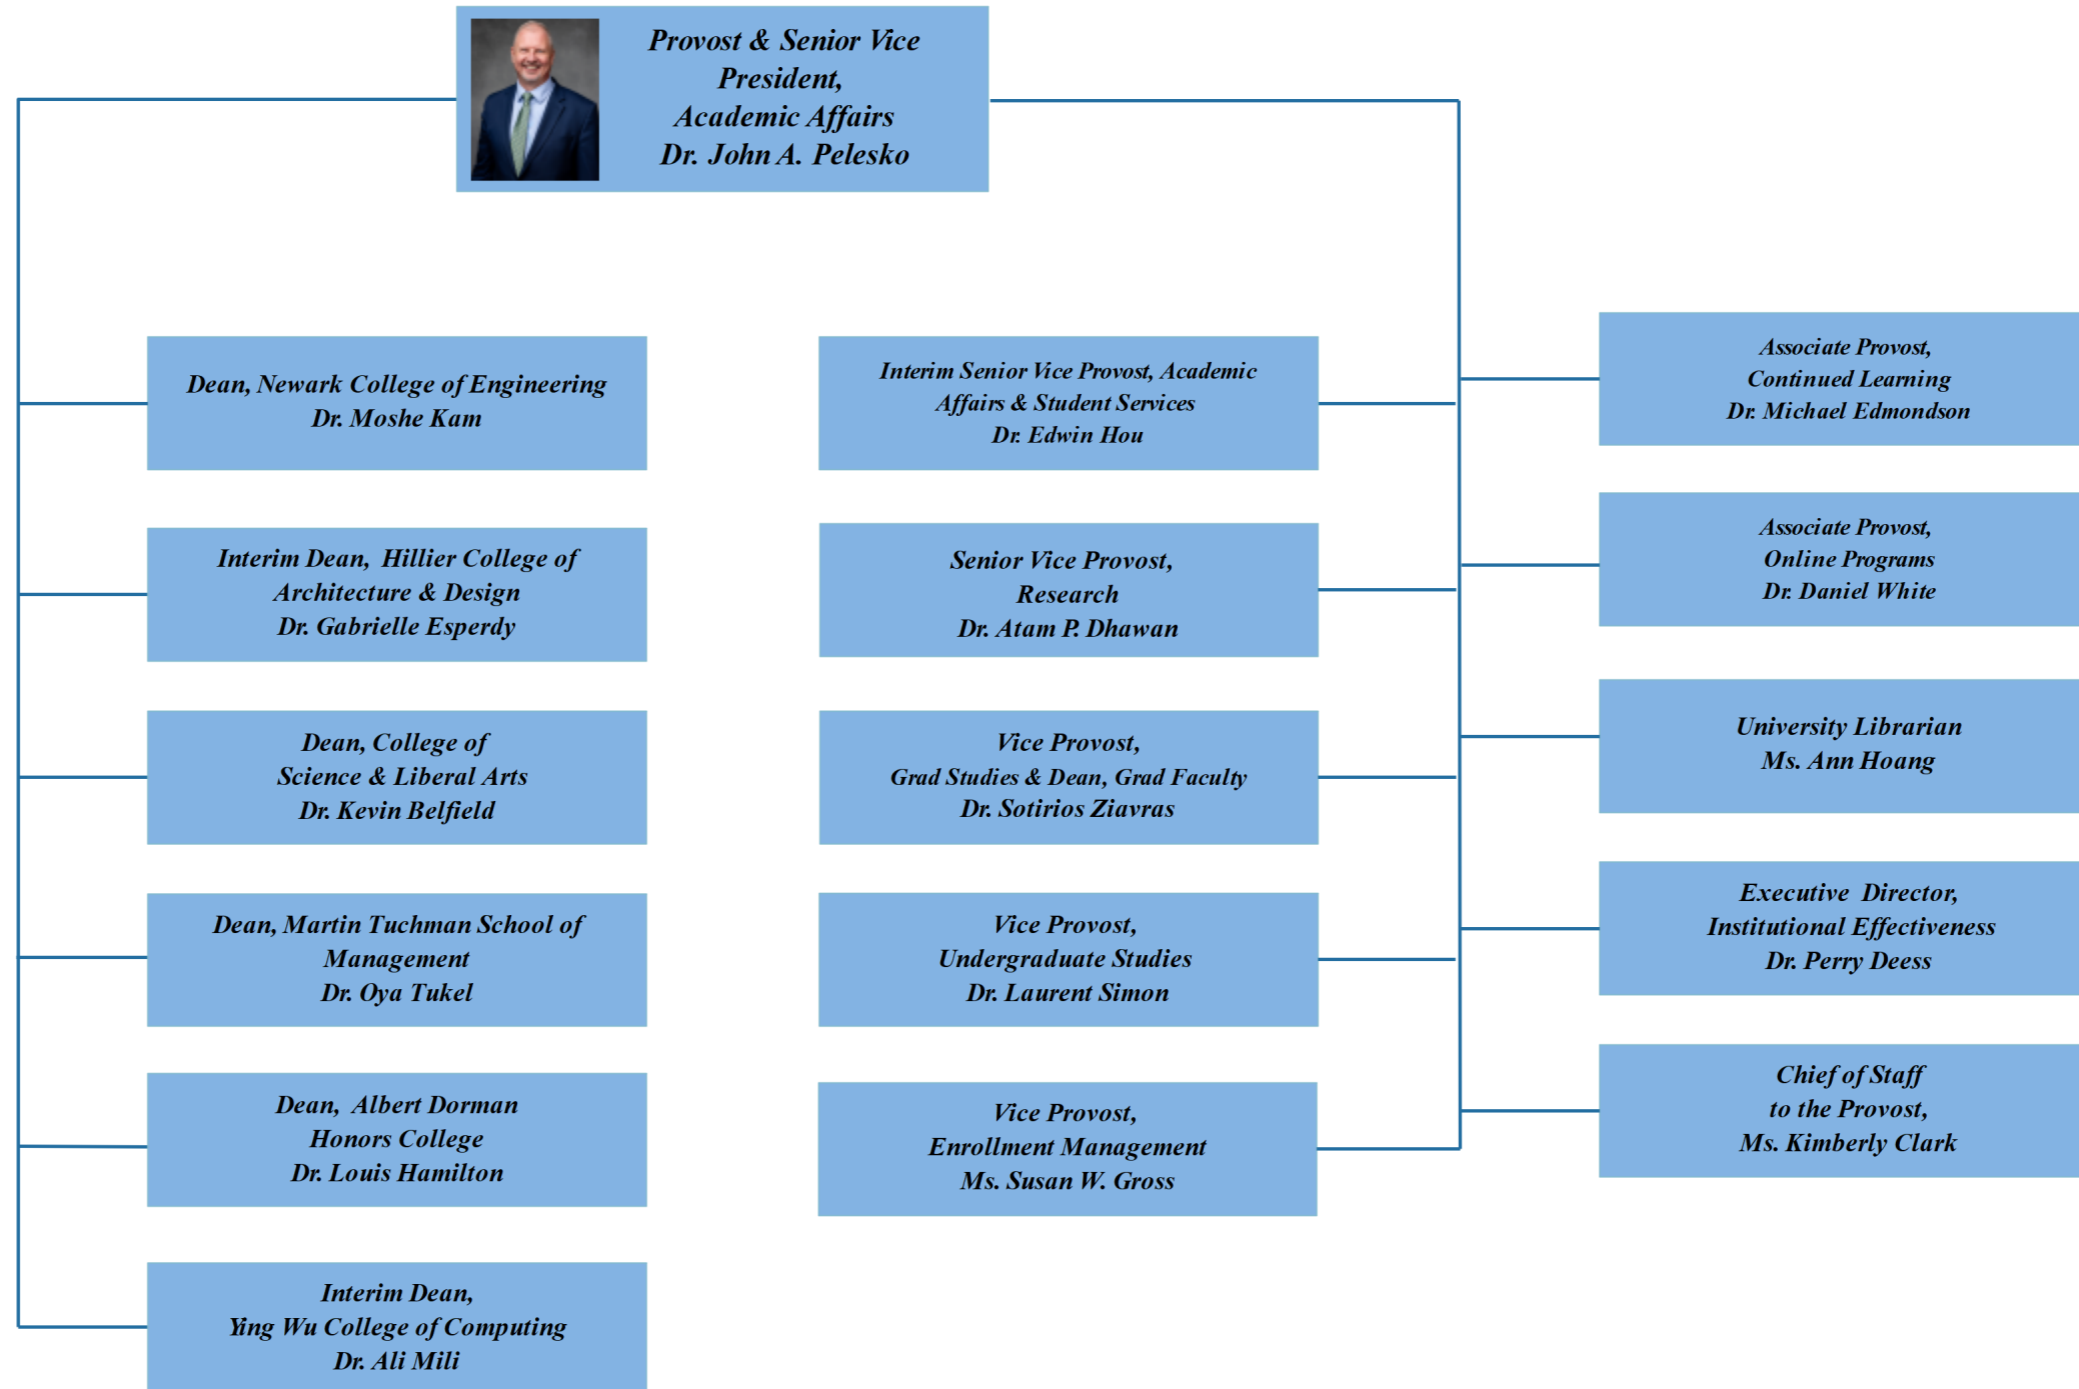 Provost & Senior Vice
President,
Academic Affairs
Dr. John A. Pelesko
Dean, Newark College of Engineering
Dr. Moshe Kam
Interim Dean, Hillier College of
Architecture & Design
Dr. Gabrielle Esperdy
Dean, College of
Science & Liberal Arts
Dr. Kevin Belfield
Dean, Martin Tuchman School of
Management
Dr. Oya Tukel
Dean, Albert Dorman
Honors College
Dr. Louis Hamilton
Interim Dean,
Ying Wu College of Computing
Dr. Ali Mili
Interim Senior Vice Provost, Academic
Affairs & Student Services
Dr. Edwin Hou
Senior Vice Provost,
Research
Dr. Atam P. Dhawan
Vice Provost,
Grad Studies & Dean, Grad Faculty
Dr. Sotirios Ziavras
Vice Provost,
Undergraduate Studies
Dr. Laurent Simon
Vice Provost,
Enrollment Management
Ms. Susan W. Gross
Associate Provost,
Continued Learning
Dr. Michael Edmondson
Associate Provost,
Online Programs
Dr. Daniel White
University Librarian
Ms. Ann Hoang
Executive Director,
Institutional Effectiveness
Dr. Perry Deess
Chief of Staff
to the Provost,
Ms. Kimberly Clark